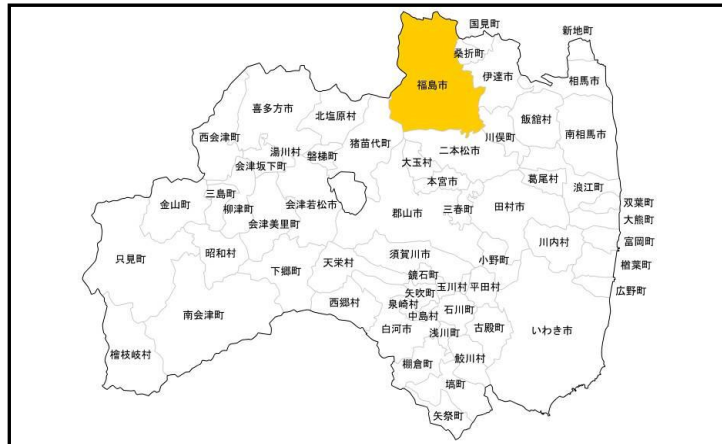 国見町
新地町
桑折町
福島市
伊達市
相馬市
喜多方市
北塩原村
飯舘村
南相馬市
西会津町
猪苗代町
川俣町
湯川村
磐梯町
二本松市
会津坂下町
大玉村
葛尾村
浪江町
本宮市
三島町
金山町
柳津町
会津若松市
郡山市
三春町
田村市
双葉町
大熊町
会津美里町
川内村
富岡町
只見町
昭和村
下郷町
天栄村
須賀川市
小野町
楢葉町
鏡石町
玉川村
平田村
広野町
南会津町
西郷村
矢吹町
泉崎村
中島村
石川町
白河市
浅川町
古殿町
いわき市
檜枝岐村
棚倉町
鮫川村
塙町
矢祭町